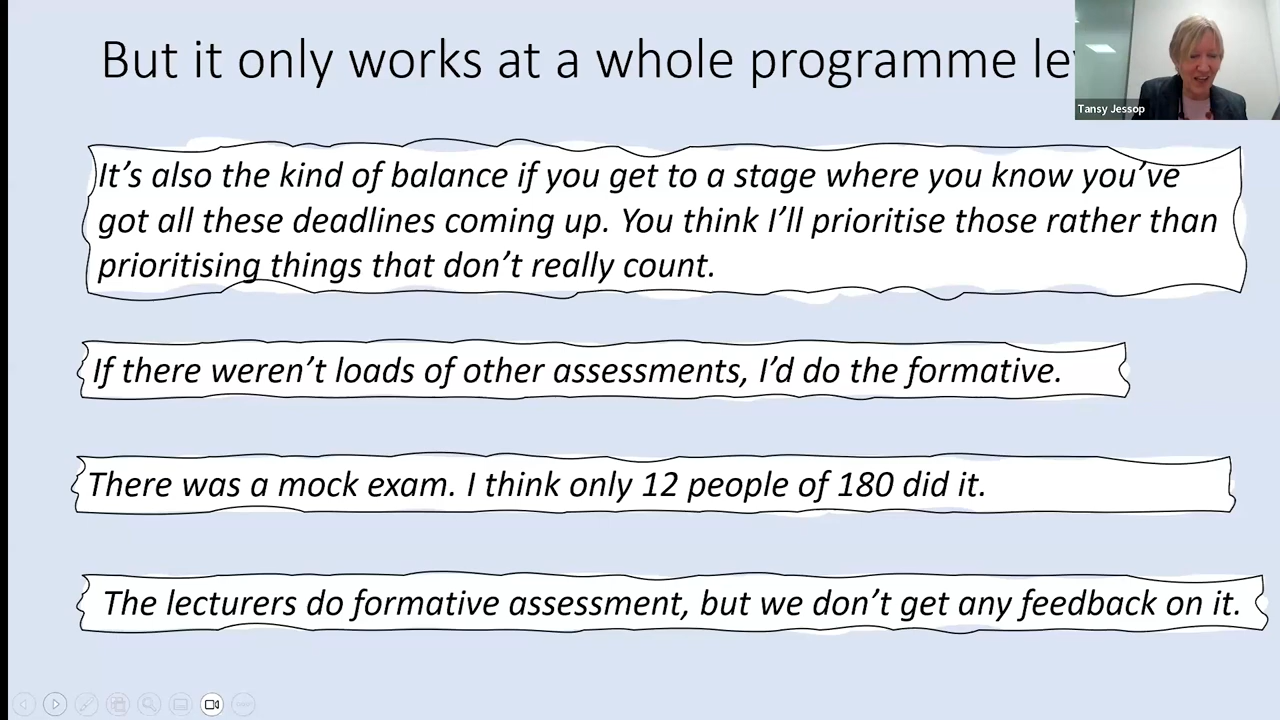 But it only works at a whole programme le
Tansy Jessop
It's also the kind of balance if you get to a stage where you know you've
got all these deadlines coming up. You think I'll prioritise those rather than
prioritising things that don't really count.
If there weren't loads of other assessments, I'd do the formative.
There was a mock exam. I think only 12 people of 180 did it.
The lecturers do formative assessment, but we don't get any feedback on it.